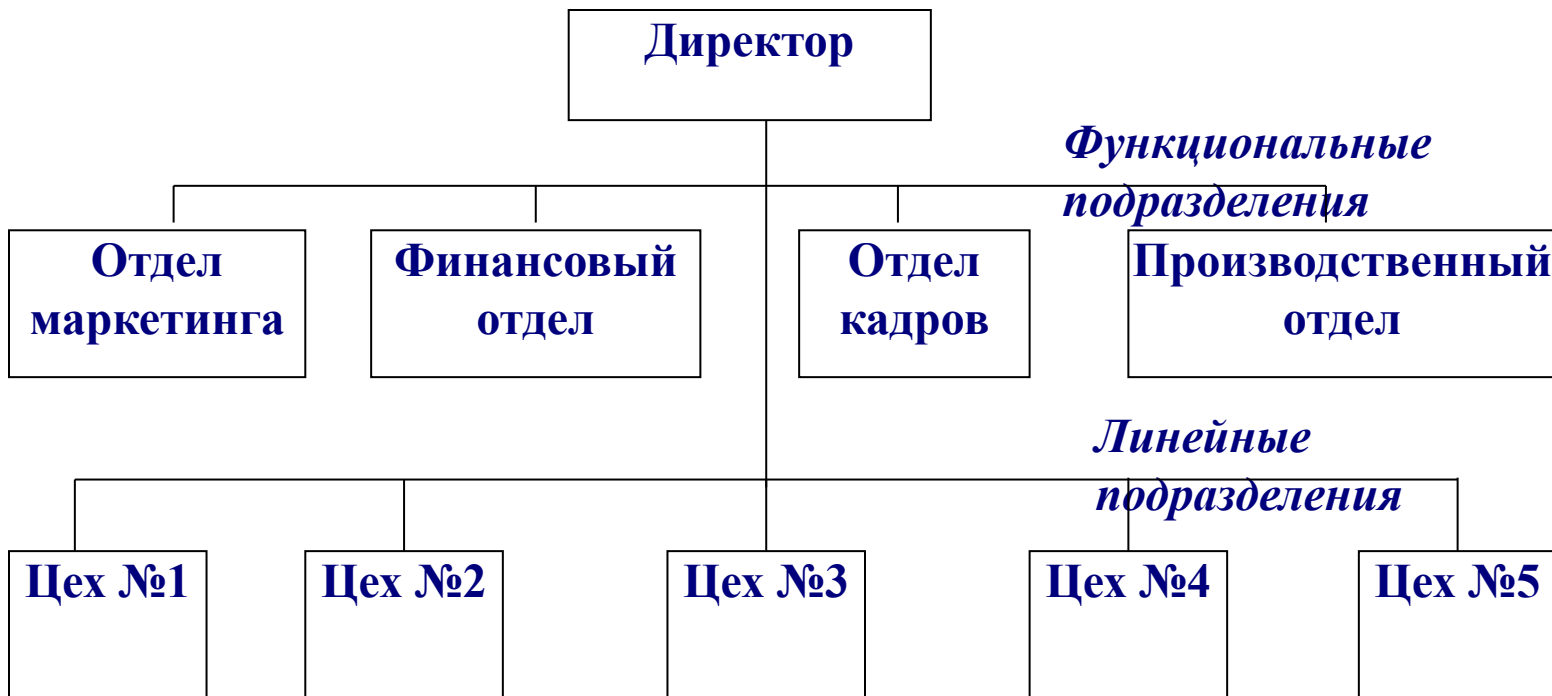 Директор
Функциональные
подразделения
Отдел
маркетинга
Финансовый
отдел
Отдел
кадров
Производственный
отдел
Линейные
подразделения
Цех №1
Цех №2
Цех №3
Цех №4
Цех №5